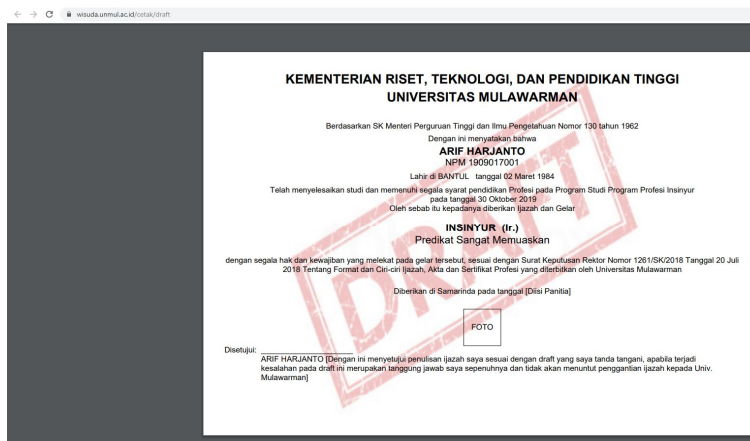 wisuda.unmul.ac.id/cetak/draft
KEMENTERIAN RISET, TEKNOLOGI, DAN PENDIDIKAN TINGGI
UNIVERSITAS MULAWARMAN
Berdasarkan SK Menteri Perguruan Tinggi dan Ilmu Pengetahuan Nomor 130 tahun 1962
Dengan ini menyatakan bahwa
ARIF HARJANTO
NPM 1909017001
Lahir di BANTUL tanggal 02 Maret 1984
Telah menyelesaikan studi dan memenuhi segala syarat pendidikan Profesi pada Program Studi Program Profesi Insinyur
pada tanggal 30 Oktober 2019
Oleh sebab itu kepadanya diberikan Ijazah dan Gelar
INSINYUR (Ir.)
Predikat Sangat Memuaskan
dengan segala hak dan kewajiban yang melekat pada gelar tersebut, sesuai dengan Surat Keputusan Rektor Nomor 1261/SK/2018 Tanggal 20 Juli
2018 Tentang Format dan Ciri-ciri Ijazah, Akta dan Sertifikat Profesi yang diterbitkan oleh Universitas Mulawarman
Diberikan di Samarinda pada tanggal [Diisi Panitia]
FOTO
Disetujui:
ARIF HARJANTO [Dengan ini menyetujui penulisan ijazah saya sesuai dengan draft yang saya tanda tangani, apabila terjadi
kesalahan pada draft ini merupakan tanggung jawab saya sepenuhnya dan tidak akan menuntut penggantian ijazah kepada Univ.
Mulawarman]
DRAFT